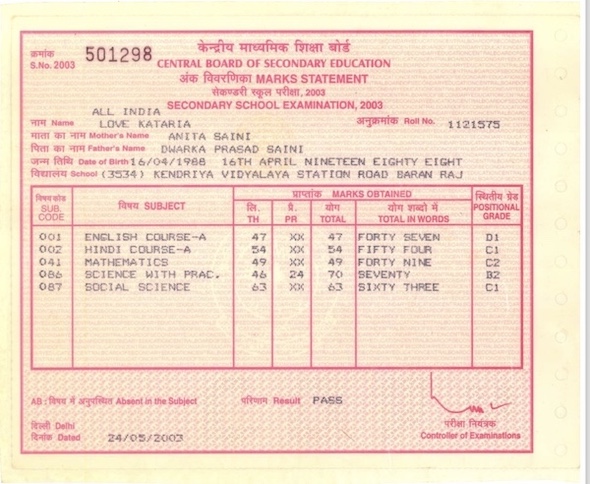 क्रमांक
S.No. 2003 501298
केन्द्रीय माध्यमिक शिक्षा बोर्ड
CENTRAL BOARD OF SECONDARY EDUCATION
अंक विवरणिका MARKS STATEMENT
सेकण्डरी स्कूल परीक्षा, 2003
SECONDARY SCHOOL EXAMINATION, 2003
ALL INDIA
नाम Name LOVE KATARIA अनुक्रमांक Roll No. 1121575
माता का नाम Mother's Name ANITA SAINI
पिता का नाम Father's Name DWARKA PRASAD SAINI
जन्म तिथि Date of Birth 16/04/1988 16TH APRIL NINETEEN EIGHTY EIGHT
विद्यालय School (3534) KENDRIYA VIDYALAYA STATION ROAD BARAN RAJ
विषय कोड SUB. CODE विषय SUBJECT प्राप्तांक MARKS OBTAINED स्थितीय ग्रेड POSITIONAL GRADE
लि. TH प्रै. PR योग TOTAL योग शब्दो में TOTAL IN WORDS
001 ENGLISH COURSE-A 47 XX 47 FORTY SEVEN D1
002 HINDI COURSE-A 54 XX 54 FIFTY FOUR C1
041 MATHEMATICS 49 XX 49 FORTY NINE C2
086 SCIENCE WITH PRAC. 46 24 70 SEVENTY B2
087 SOCIAL SCIENCE 63 XX 63 SIXTY THREE C1
AB : विषय में अनुपस्थित Absent in the Subject परिणाम Result PASS
दिल्ली Delhi
दिनांक Dated 24/05/2003
परीक्षा नियंत्रक
Controller of Examinations